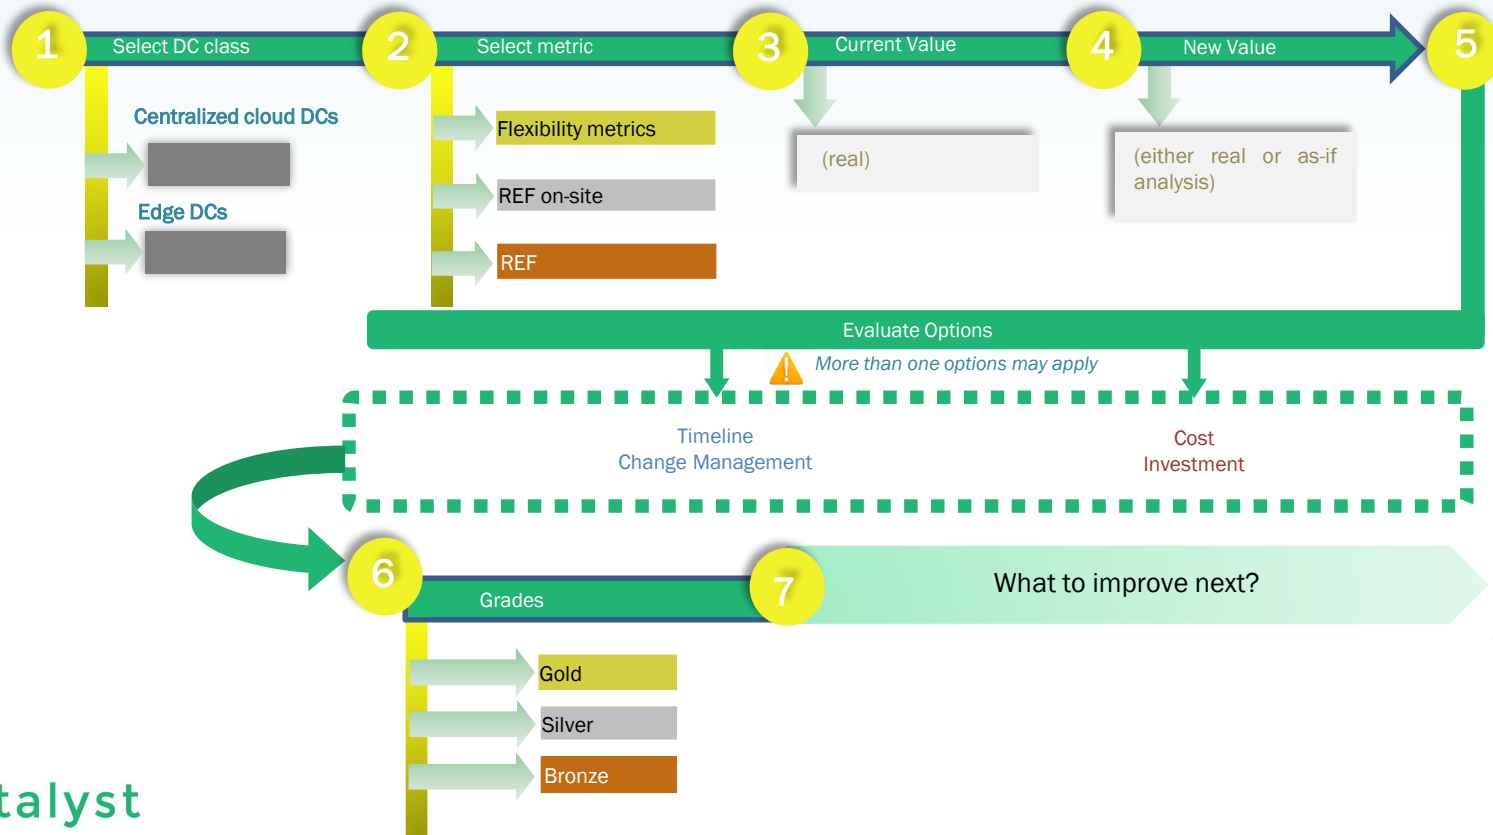 1
Select DC class
2
Select metric
3
Current Value
4
New Value
5
Centralized cloud DCs
Edge DCs
Flexibility metrics
REF on-site
REF
(real)
(either real or as-if
analysis)
Evaluate Options
More than one options may apply
Timeline
Change Management
Cost
Investment
6
Grades
7
What to improve next?
Gold
Silver
Bronze
talyst